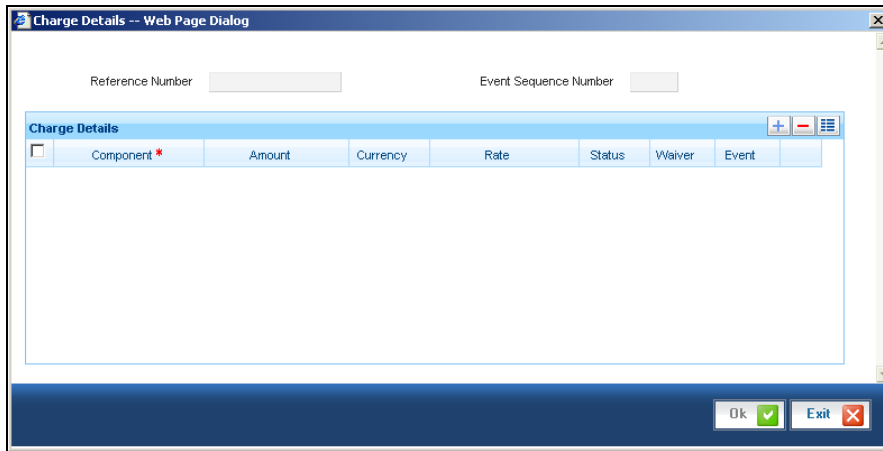 Charge Details -- Web Page Dialog
Reference Number Event Sequence Number
Charge Details
Component * Amount Currency Rate Status Waiver Event
Ok Exit